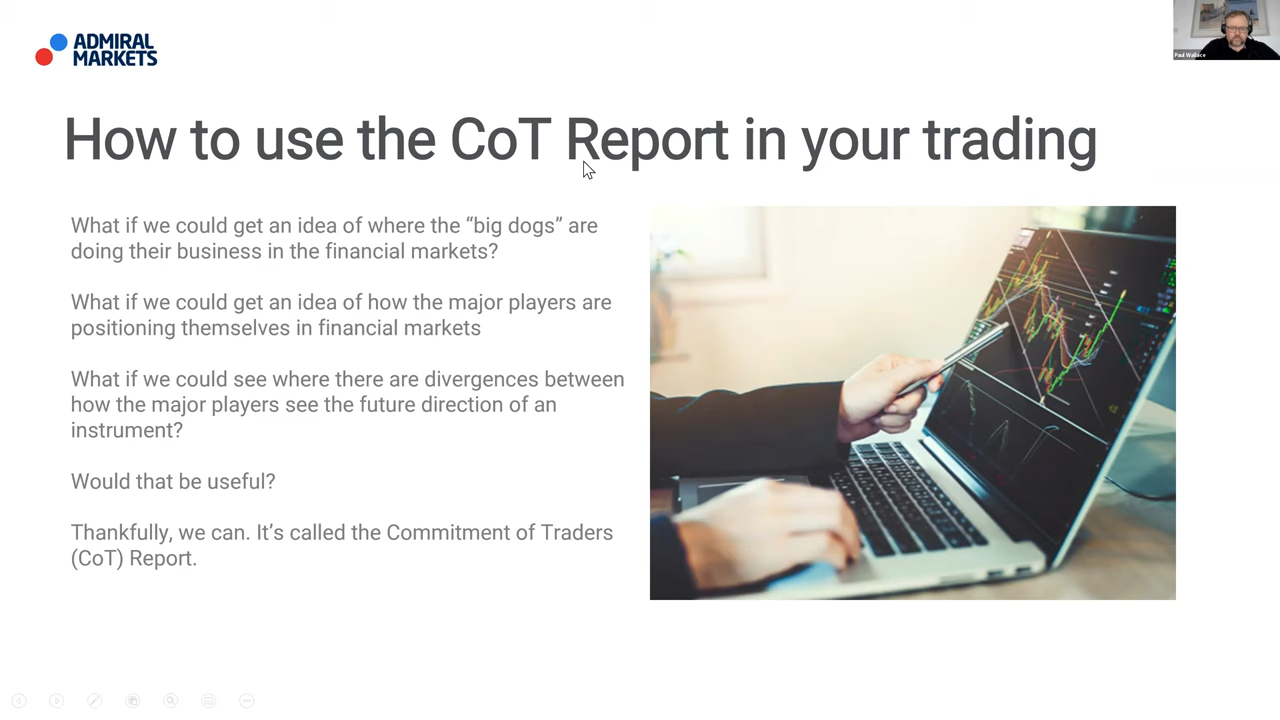 ADMIRAL
MARKETS
Paul Wallace
How to use the CoT Report in your trading
What if we could get an idea of where the “big dogs” are
doing their business in the financial markets?
What if we could get an idea of how the major players are
positioning themselves in financial markets
What if we could see where there are divergences between
how the major players see the future direction of an
instrument?
Would that be useful?
Thankfully, we can. It’s called the Commitment of Traders
(CoT) Report.